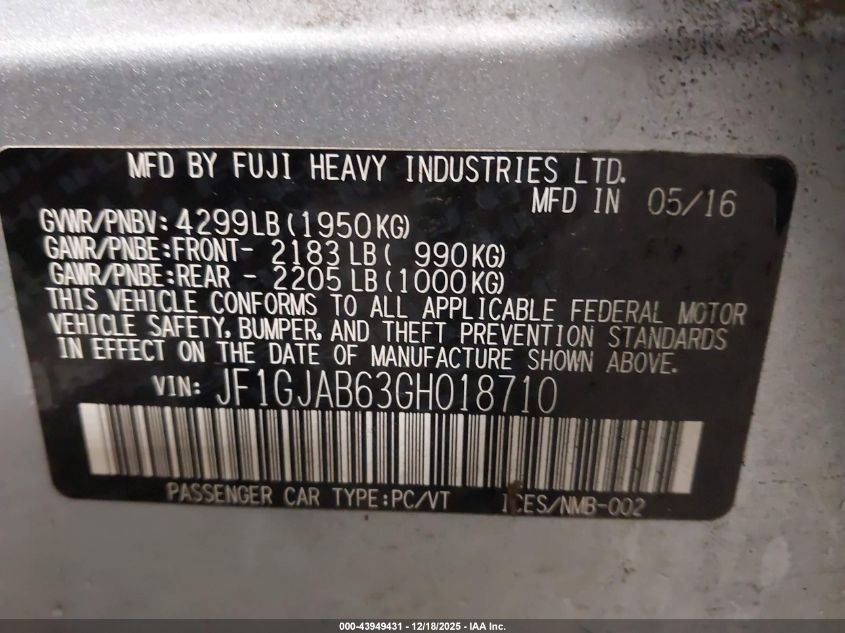 MFD BY FUJI HEAVY INDUSTRIES LTD.
MFD IN 05/16
GVWR/PNBV: 4299LB(1950KG)
GAWR/PNBE:FRONT- 2183LB( 990KG)
GAWR/PNBE:REAR - 2205LB(1000KG)
THIS VEHICLE CONFORMS TO ALL APPLICABLE FEDERAL MOTOR
VEHICLE SAFETY, BUMPER, AND THEFT PREVENTION STANDARDS
IN EFFECT ON THE DATE OF MANUFACTURE SHOWN ABOVE.
VIN: JF1GJAB63GH018710
PASSENGER CAR TYPE:PC/VT ICES/NMB-002
000-43949431 - 12/18/2025 - IAA Inc.